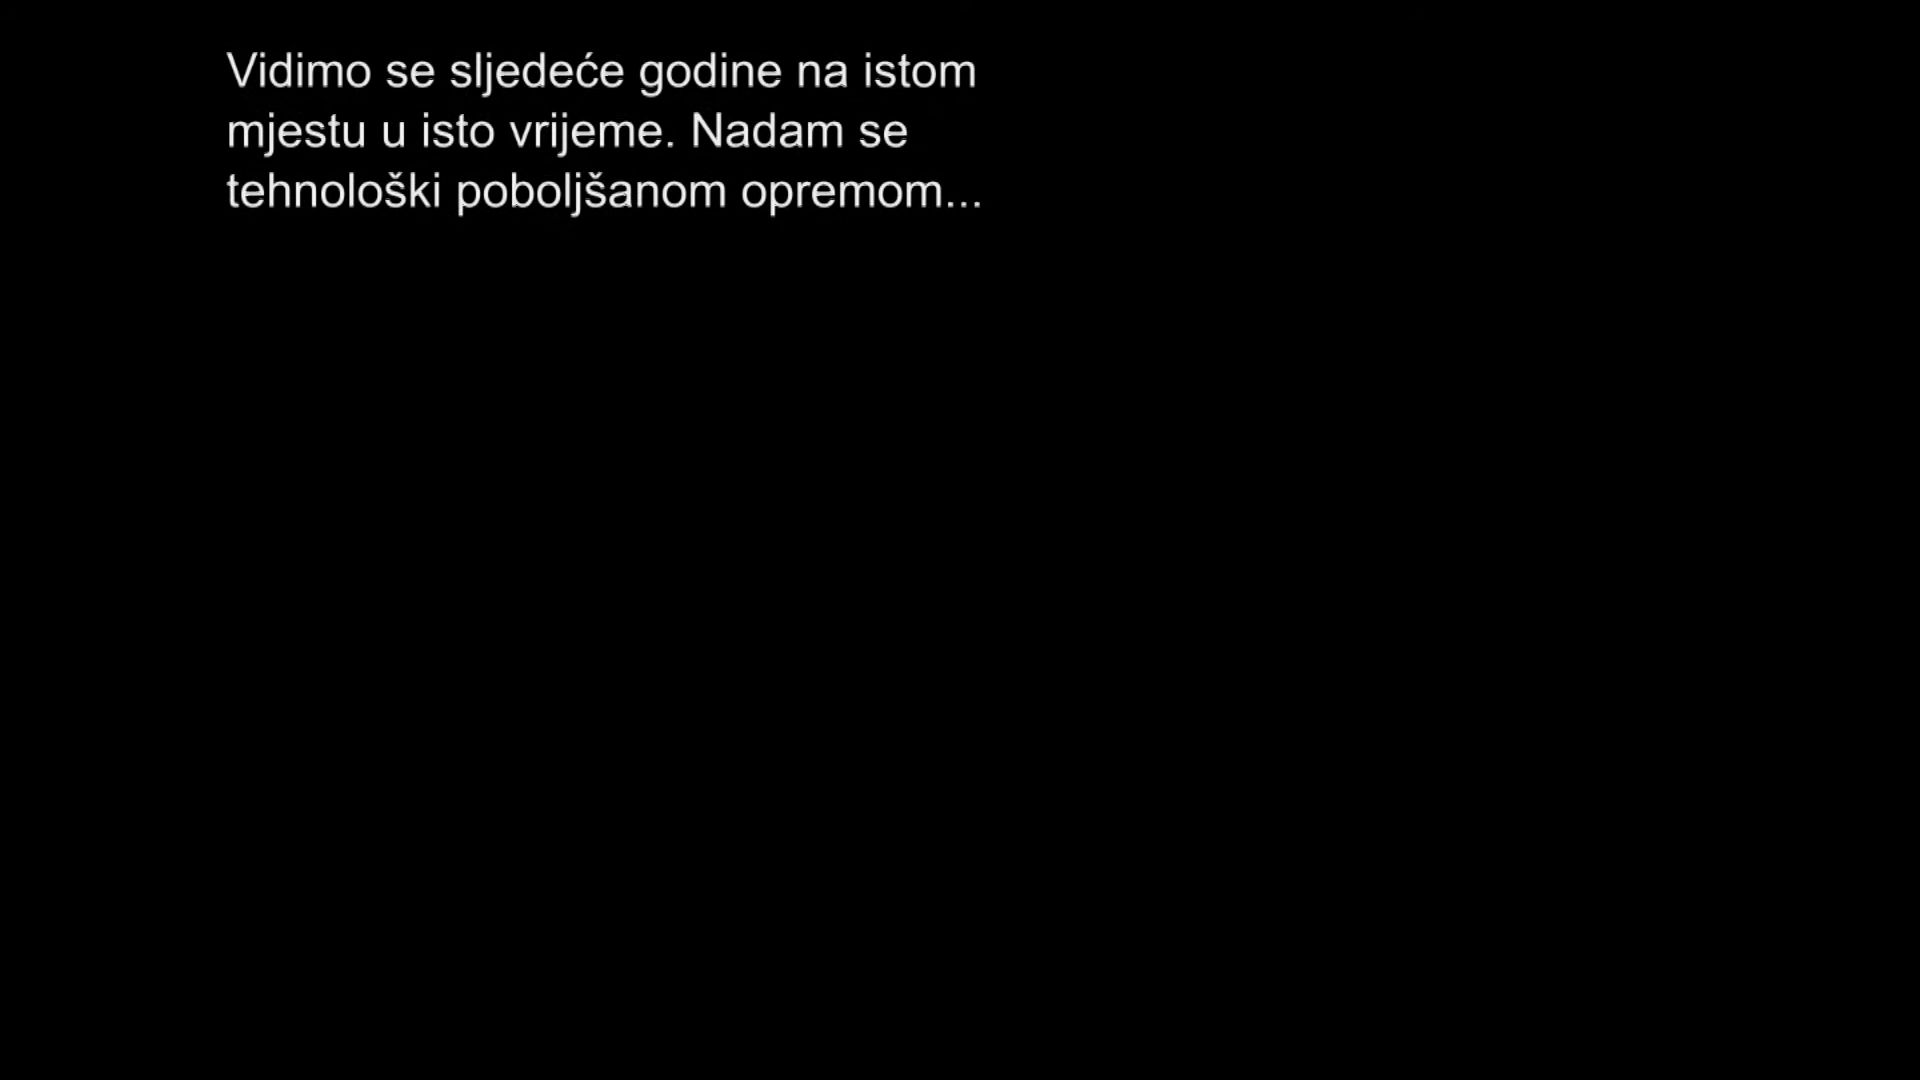 Vidimo se sljedeće godine na istom
mjestu u isto vrijeme. Nadam se
tehnološki poboljšanom opremom...